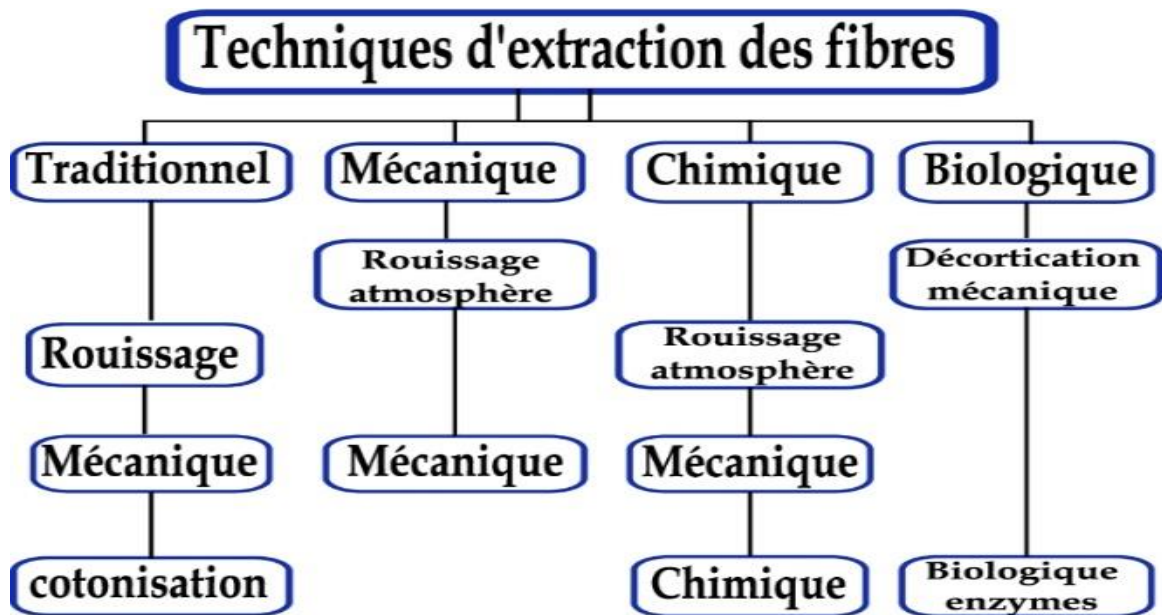 Techniques d'extraction des fibres
Traditionnel
Mécanique
Chimique
Biologique
Rouissage
atmosphère
Décortication
mécanique
Rouissage
Rouissage
atmosphère
Mécanique
Mécanique
Mécanique
cotonisation
Chimique
Biologique
enzymes